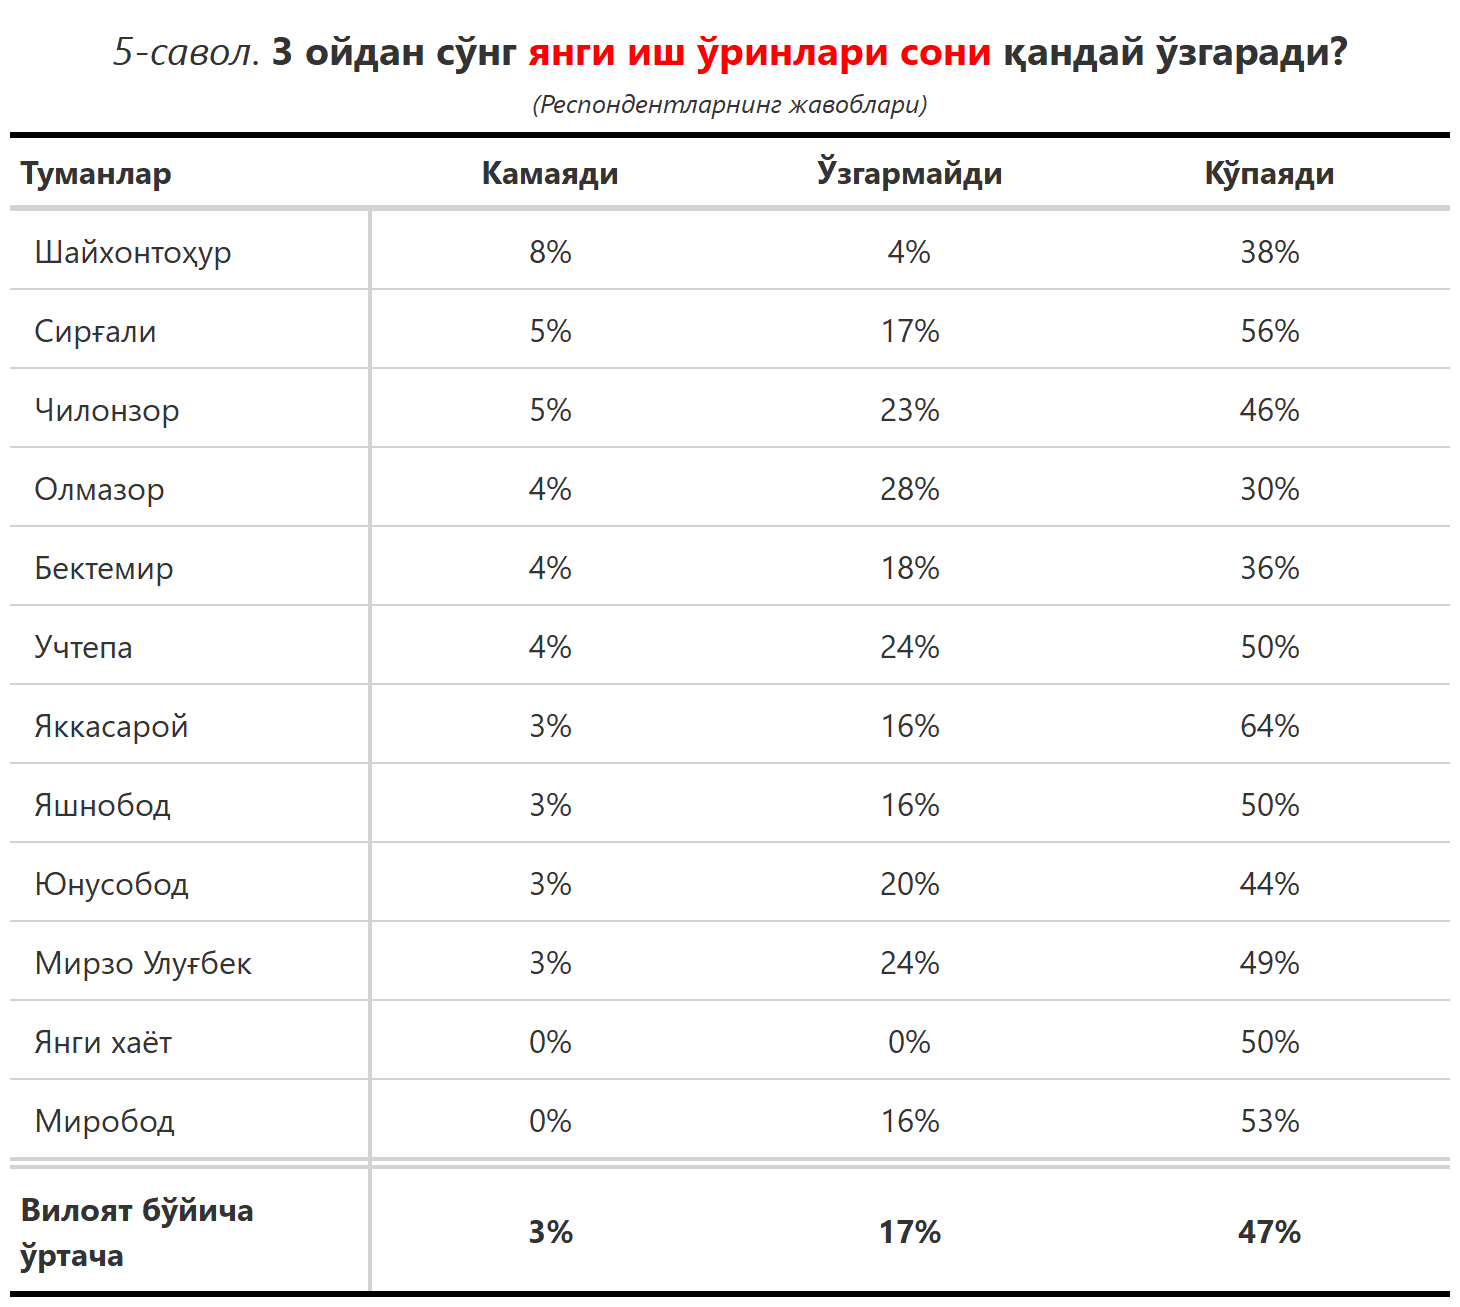 5-савол. 3 ойдан сўнг янги иш ўринлари сони қандай ўзгаради?
(Респондентларнинг жавоблари)
Туманлар Камаяди Ўзгармайди Кўпаяди
Шайхонтоҳур 8% 4% 38%
Сирғали 5% 17% 56%
Чилонзор 5% 23% 46%
Олмазор 4% 28% 30%
Бектемир 4% 18% 36%
Учтепа 4% 24% 50%
Яккасарой 3% 16% 64%
Яшнобод 3% 16% 50%
Юнусобод 3% 20% 44%
Мирзо Улуғбек 3% 24% 49%
Янги хаёт 0% 0% 50%
Миробод 0% 16% 53%
Вилоят бўйича
ўртача 3% 17% 47%